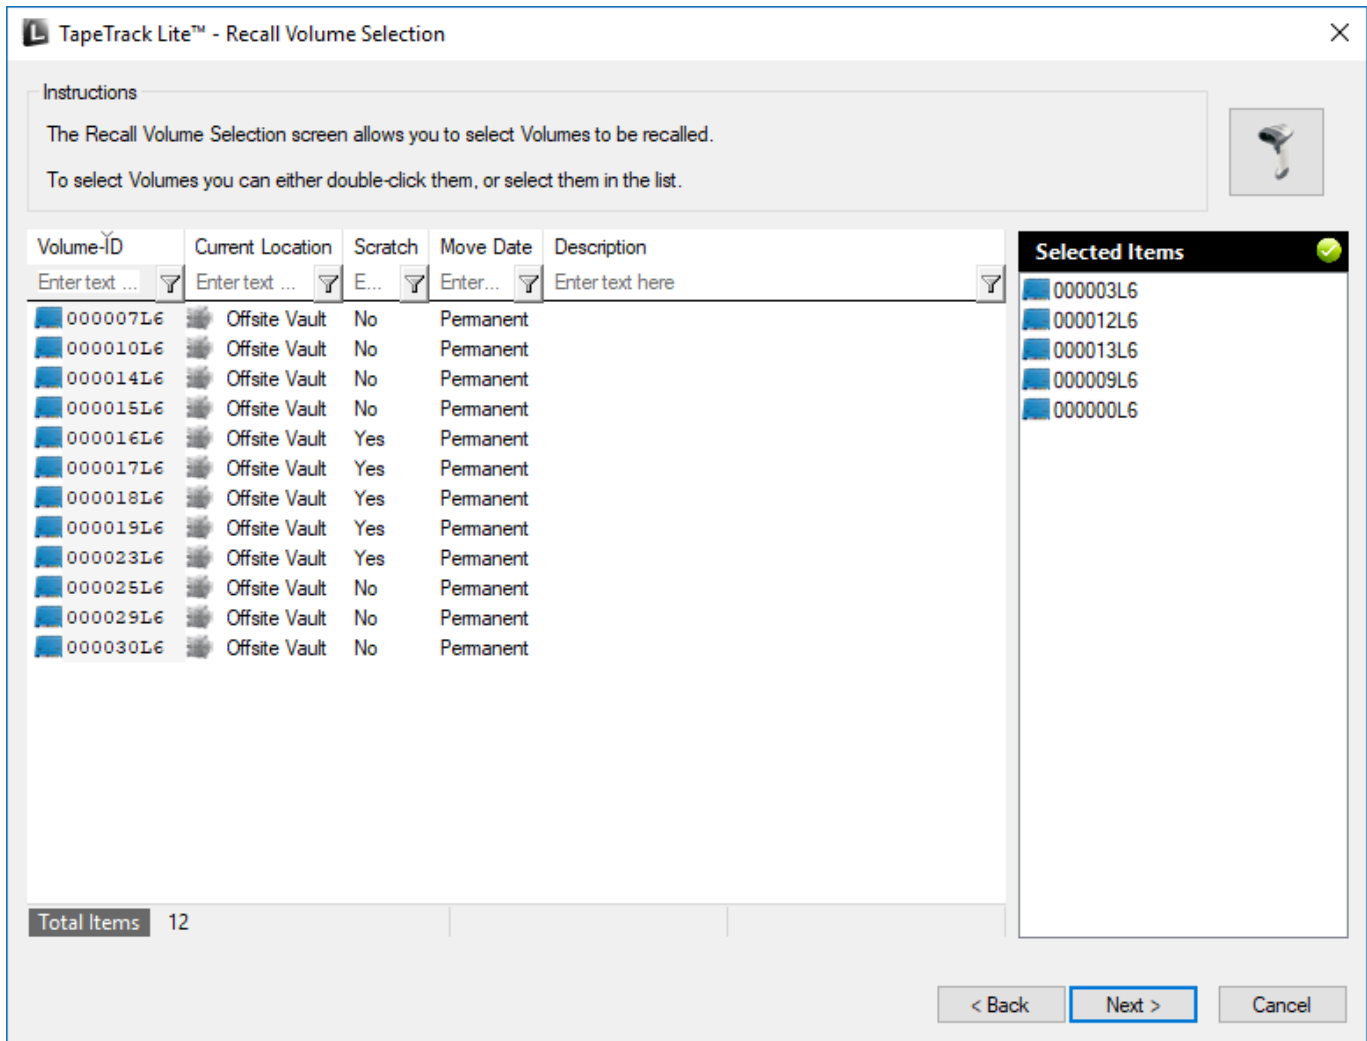 L TapeTrack Lite™ - Recall Volume Selection
Instructions
The Recall Volume Selection screen allows you to select Volumes to be recalled.
To select Volumes you can either double-click them, or select them in the list.
Volume-ID Current Location Scratch Move Date Description
Enter text ... Enter text ... E... Enter... Enter text here
000007L6 Offsite Vault No Permanent
000010L6 Offsite Vault No Permanent
000014L6 Offsite Vault No Permanent
000015L6 Offsite Vault No Permanent
000016L6 Offsite Vault Yes Permanent
000017L6 Offsite Vault Yes Permanent
000018L6 Offsite Vault Yes Permanent
000019L6 Offsite Vault Yes Permanent
000023L6 Offsite Vault Yes Permanent
000025L6 Offsite Vault No Permanent
000029L6 Offsite Vault No Permanent
000030L6 Offsite Vault No Permanent
Total Items 12
Selected Items
000003L6
000012L6
000013L6
000009L6
000000L6
< Back Next > Cancel